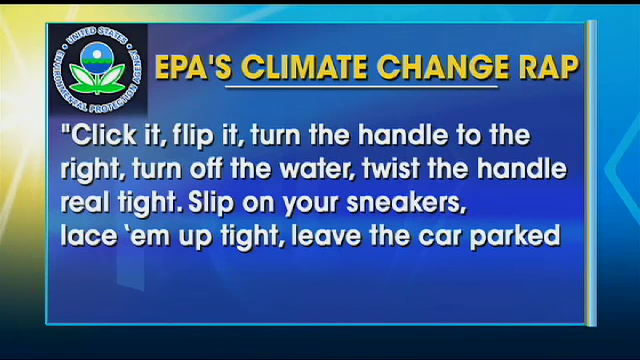 UNITED STATES
ENVIRONMENTAL PROTECTION AGENCY
EPA'S CLIMATE CHANGE RAP
"Click it, flip it, turn the handle to the
right, turn off the water, twist the handle
real tight. Slip on your sneakers,
lace ‘em up tight, leave the car parked